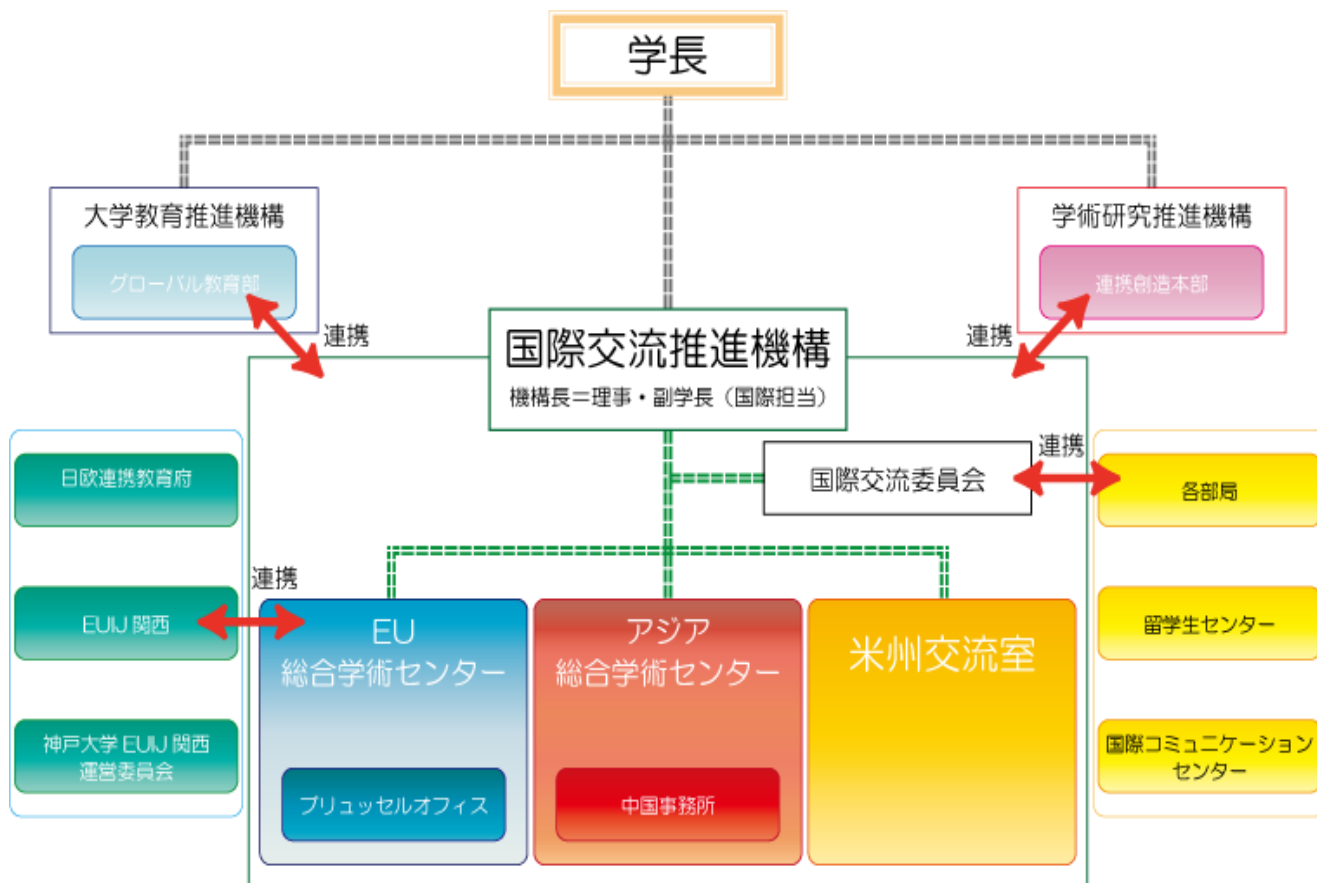 学長
大学教育推進機構
グローバル教育部
学術研究推進機構
連携創造本部
連携
連携
国際交流推進機構
機構長＝理事・副学長（国際担当）
国際交流委員会
連携
日欧連携教育府
EUIJ 関西
神戸大学 EUIJ 関西
運営委員会
連携
EU
総合学術センター
ブリュッセルオフィス
アジア
総合学術センター
中国事務所
米州交流室
各部局
留学生センター
国際コミュニケーション
センター